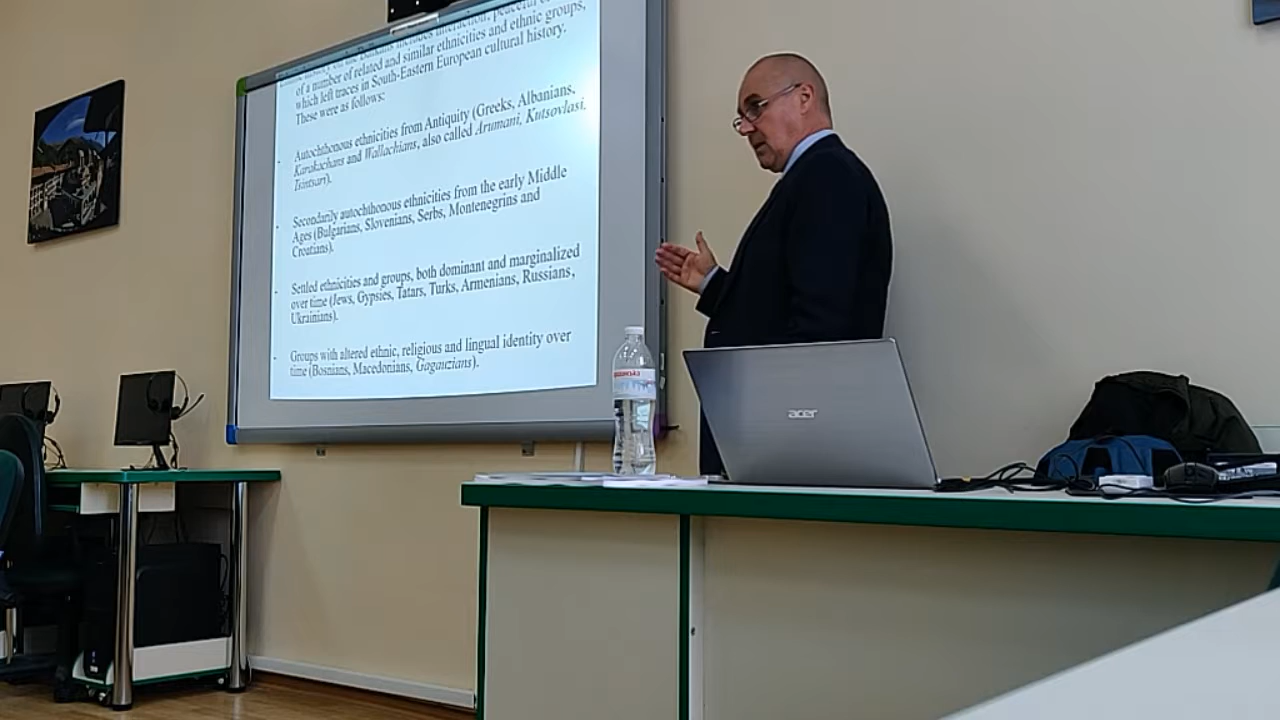 of a number of related and similar ethnicities and ethnic groups,
which left traces in South-Eastern European cultural history.
These were as follows:
Autochthonous ethnicities from Antiquity (Greeks, Albanians,
Karakachans and Wallachians, also called Arumani, Kutsovlasi,
Tsintsari).
Secondarily autochthonous ethnicities from the early Middle
Ages (Bulgarians, Slovenians, Serbs, Montenegrins and
Croatians).
Settled ethnicities and groups, both dominant and marginalized
over time (Jews, Gypsies, Tatars, Turks, Armenians, Russians,
Ukrainians).
Groups with altered ethnic, religious and lingual identity over
time (Bosnians, Macedonians, Gagauzians).
acer